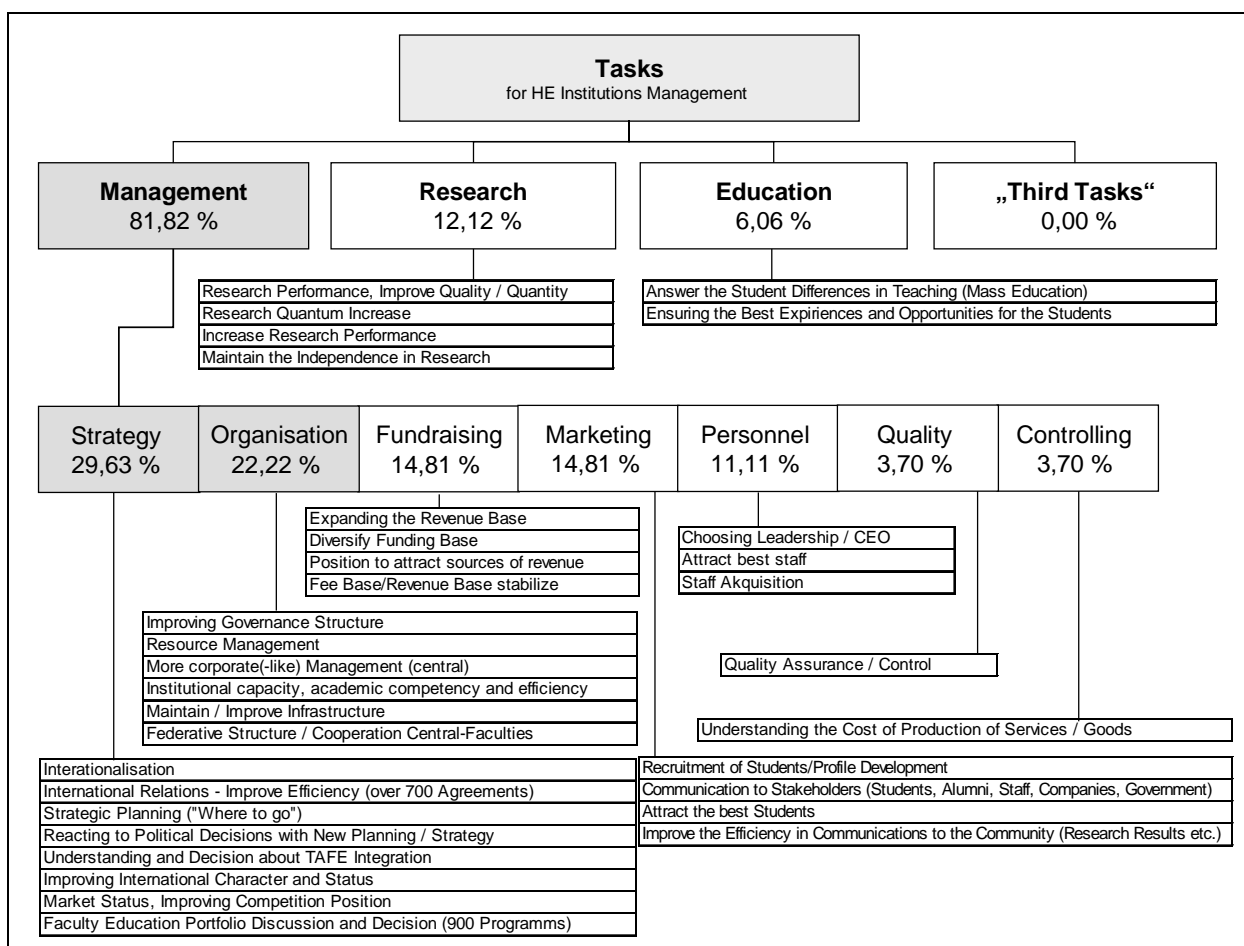 Tasks
for HE Institutions Management
Management
81,82 %
Research
12,12 %
Education
6,06 %
„Third Tasks“
0,00 %
Research Performance, Improve Quality / Quantity
Research Quantum Increase
Increase Research Performance
Maintain the Independence in Research
Answer the Student Differences in Teaching (Mass Education)
Ensuring the Best Expiriences and Opportunities for the Students
Strategy
29,63 %
Organisation
22,22 %
Fundraising
14,81 %
Marketing
14,81 %
Personnel
11,11 %
Quality
3,70 %
Controlling
3,70 %
Expanding the Revenue Base
Diversify Funding Base
Position to attract sources of revenue
Fee Base/Revenue Base stabilize
Choosing Leadership / CEO
Attract best staff
Staff Akquisition
Improving Governance Structure
Resource Management
More corporate(-like) Management (central)
Institutional capacity, academic competency and efficiency
Maintain / Improve Infrastructure
Federative Structure / Cooperation Central-Faculties
Quality Assurance / Control
Understanding the Cost of Production of Services / Goods
Interationalisation
International Relations - Improve Efficiency (over 700 Agreements)
Strategic Planning ("Where to go")
Reacting to Political Decisions with New Planning / Strategy
Understanding and Decision about TAFE Integration
Improving International Character and Status
Market Status, Improving Competition Position
Faculty Education Portfolio Discussion and Decision (900 Programms)
Recruitment of Students/Profile Development
Communication to Stakeholders (Students, Alumni, Staff, Companies, Government)
Attract the best Students
Improve the Efficiency in Communications to the Community (Research Results etc.)